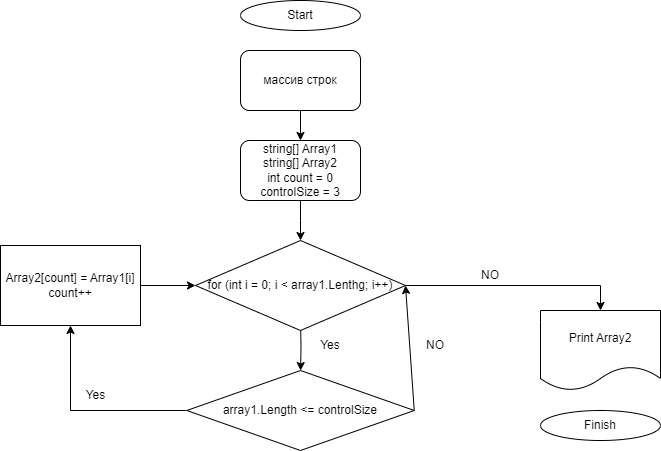 Start
массив строк
string[] Array1
string[] Array2
int count = 0
controlSize = 3
Array2[count] = Array1[i]
count++
for (int i = 0; i < array1.Lenthg; i++)
NO
Print Array2
Yes
NO
Yes
array1.Length <= controlSize
Finish